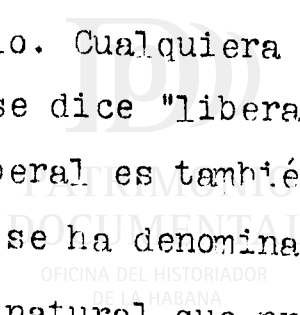 lo. Cualquiera
se dice "libera
beral es tambié
se ha denomina
natural que
PATRIMONIO
DOCUMENTAL
OFICINA DEL HISTORIADOR
DE LA HABANA